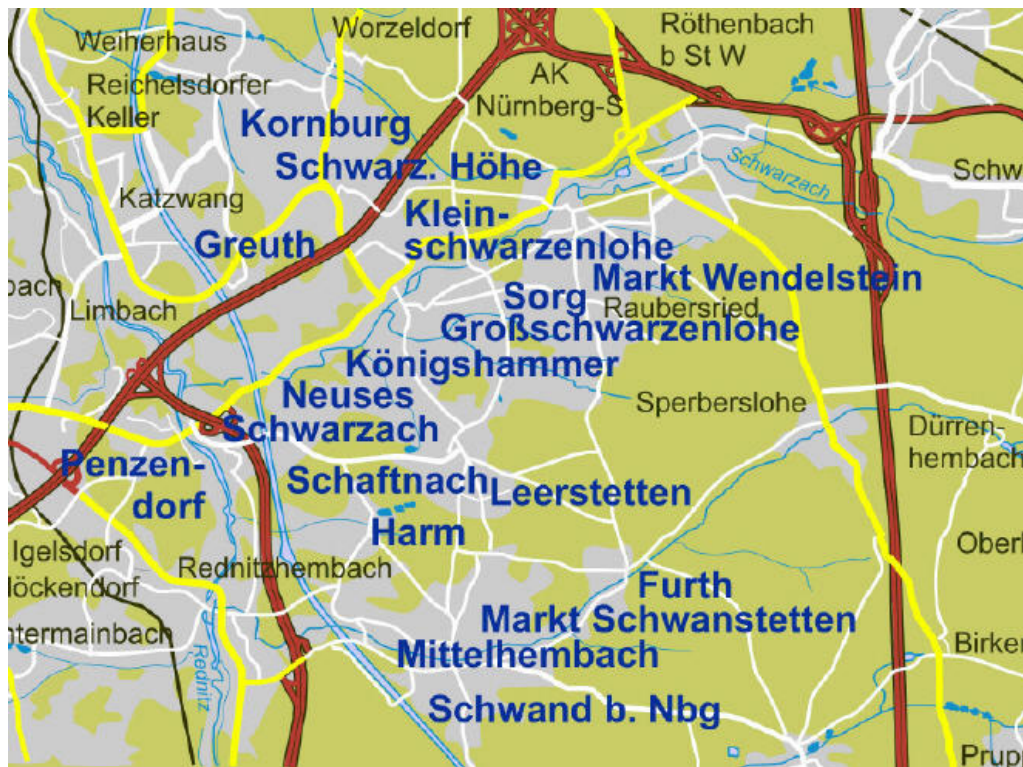 Worzeldorf
Röthenbach
b St W
Weiherhaus
AK
Nürnberg-S
Reichelsdorfer
Keller
Kornburg
Schwarz. Höhe
Schwarzach
Schw
Katzwang
Klein-
schwarzenlohe
Greuth
Markt Wendelstein
bach
Limbach
Sorg
Raubersried
Großschwarzenlohe
Königshammer
Neuses
Sperberslohe
Schwarzach
Dürren-
hembach
Penzen-
dorf
Schaftnach
Leerstetten
Harm
Igelsdorf
löckendorf
Rednitzhembach
Oberl
Furth
Markt Schwanstetten
ntermainbach
Birken
Mittelhembach
Rednitz
Schwand b. Nbg
Prupp